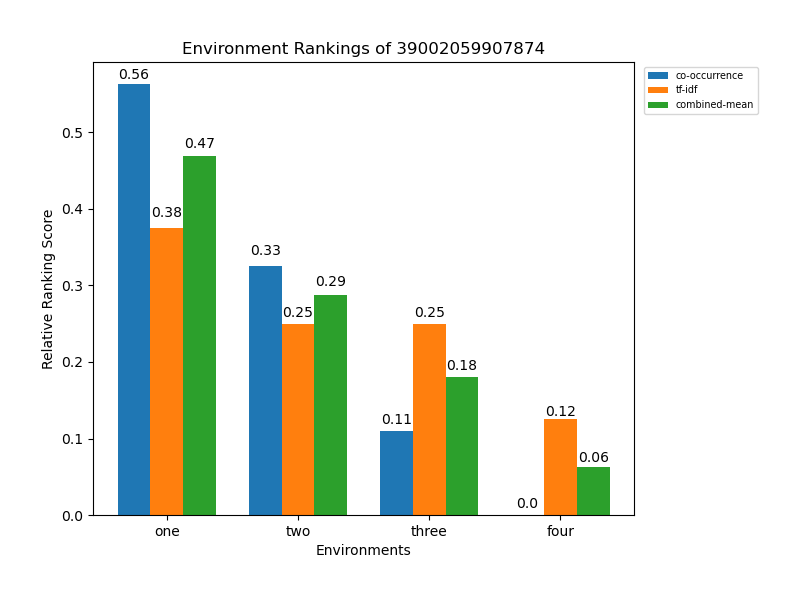 Environment Rankings of 39002059907874
co-occurrence
tf-idf
combined-mean
0.56
0.38
0.47
0.33
0.25
0.29
0.11
0.25
0.18
0.0
0.12
0.06
Relative Ranking Score
0.5
0.4
0.3
0.2
0.1
0.0
one two three four
Environments